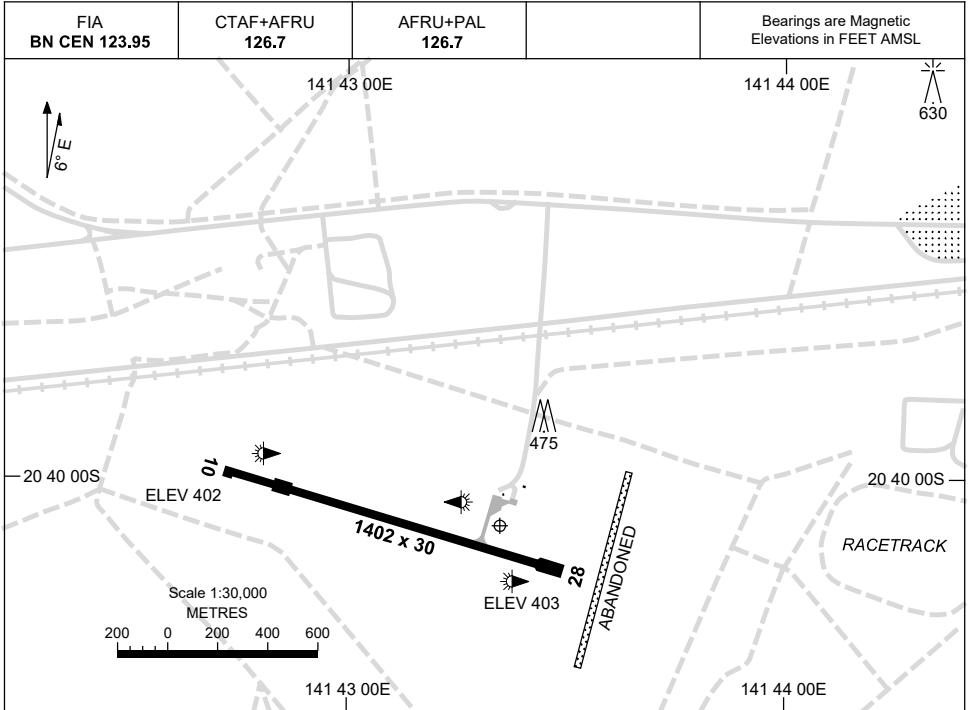 FIA
BN CEN 123.95
CTAF+AFRU
126.7
AFRU+PAL
126.7
Bearings are Magnetic
Elevations in FEET AMSL
141 43 00E
141 44 00E
630
6° E
475
10
20 40 00S
20 40 00S
ELEV 402
1402 x 30
RACETRACK
28
ABANDONED
ELEV 403
Scale 1:30,000
METRES
200 0 200 400 600
141 43 00E
141 44 00E